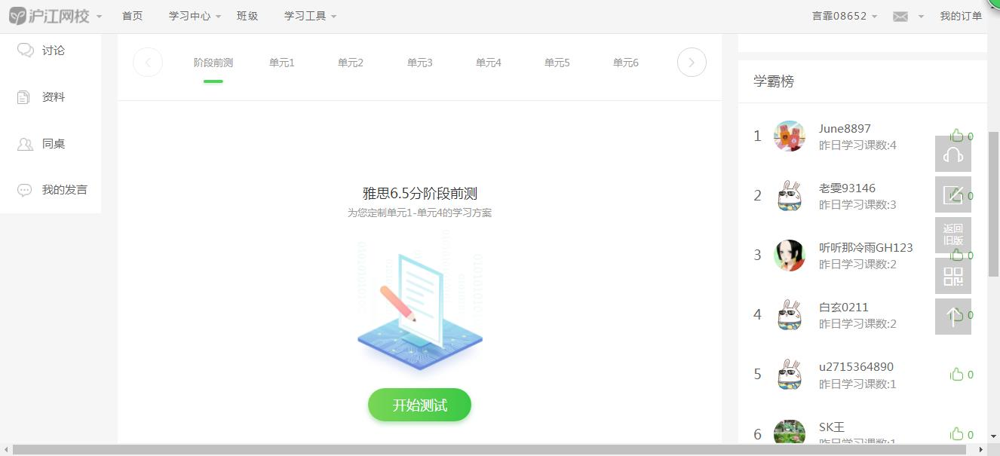 沪江网校
首页
学习中心
班级
学习工具
言霏08652
我的订单
讨论
资料
同桌
我的发言
阶段前测
单元1
单元2
单元3
单元4
单元5
单元6
雅思6.5分阶段前测
为您定制单元1-单元4的学习方案
开始测试
学霸榜
1
June8897
昨日学习课数:4
0
2
老雯93146
昨日学习课数:3
0
返回
旧版
3
听听那冷雨GH123
昨日学习课数:2
0
4
白玄0211
昨日学习课数:2
0
5
u2715364890
昨日学习课数:1
0
6
SK王
昨日学习课数:1
0